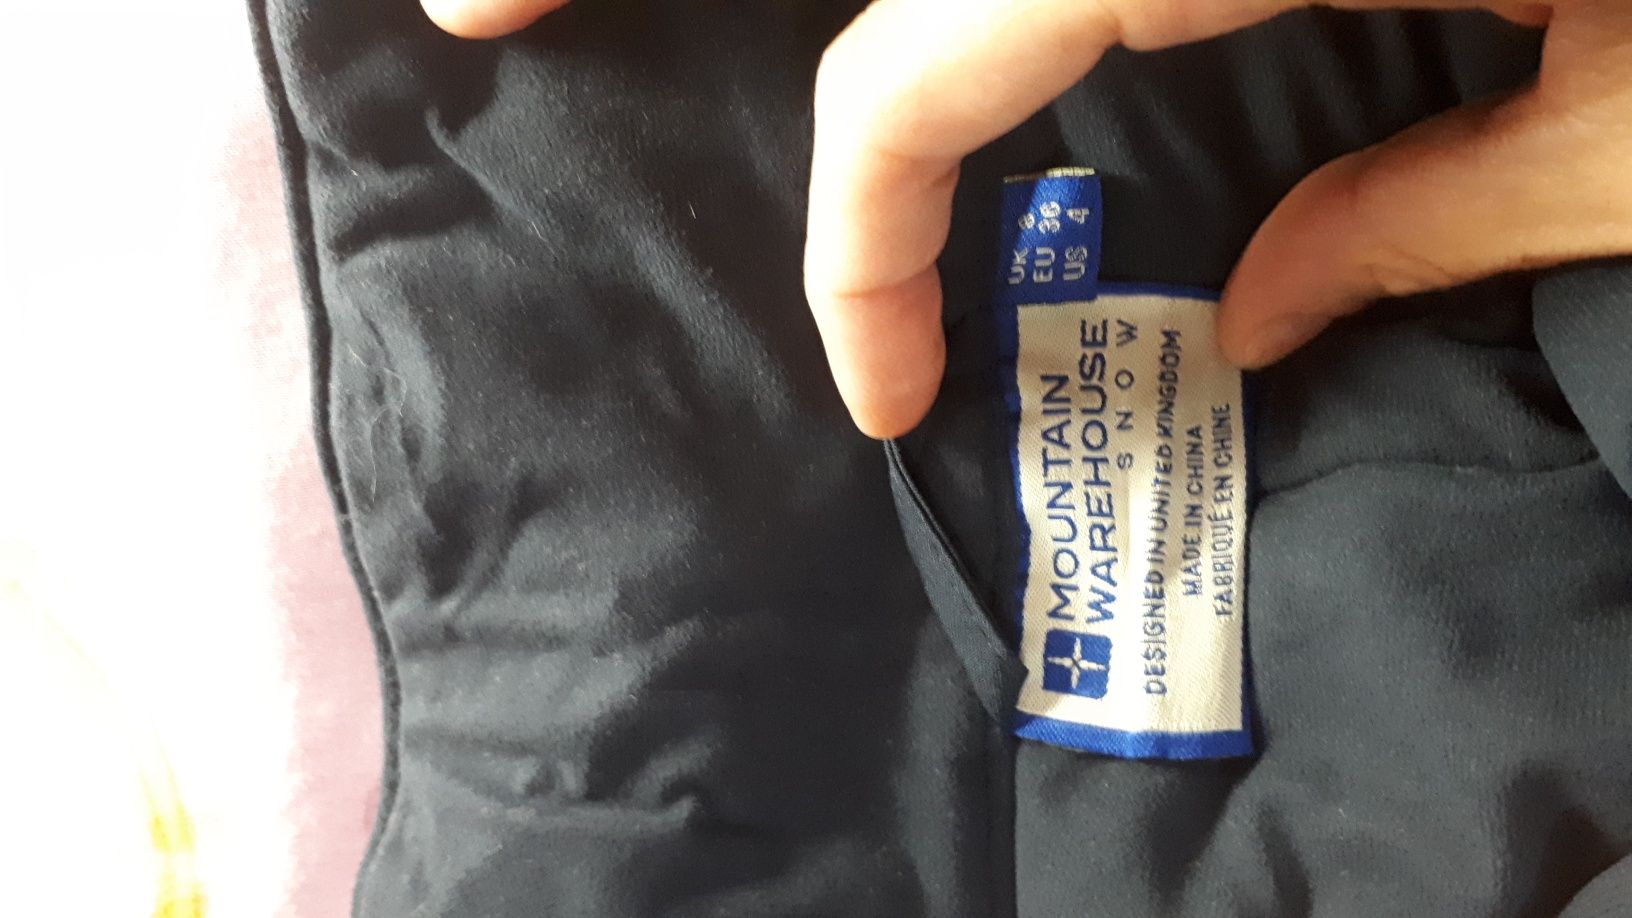 UK 8
EU 36
US 4
MOUNTAIN
WAREHOUSE
SNOW
DESIGNED IN UNITED KINGDOM
MADE IN CHINA
FABRIQUÉ EN CHINE